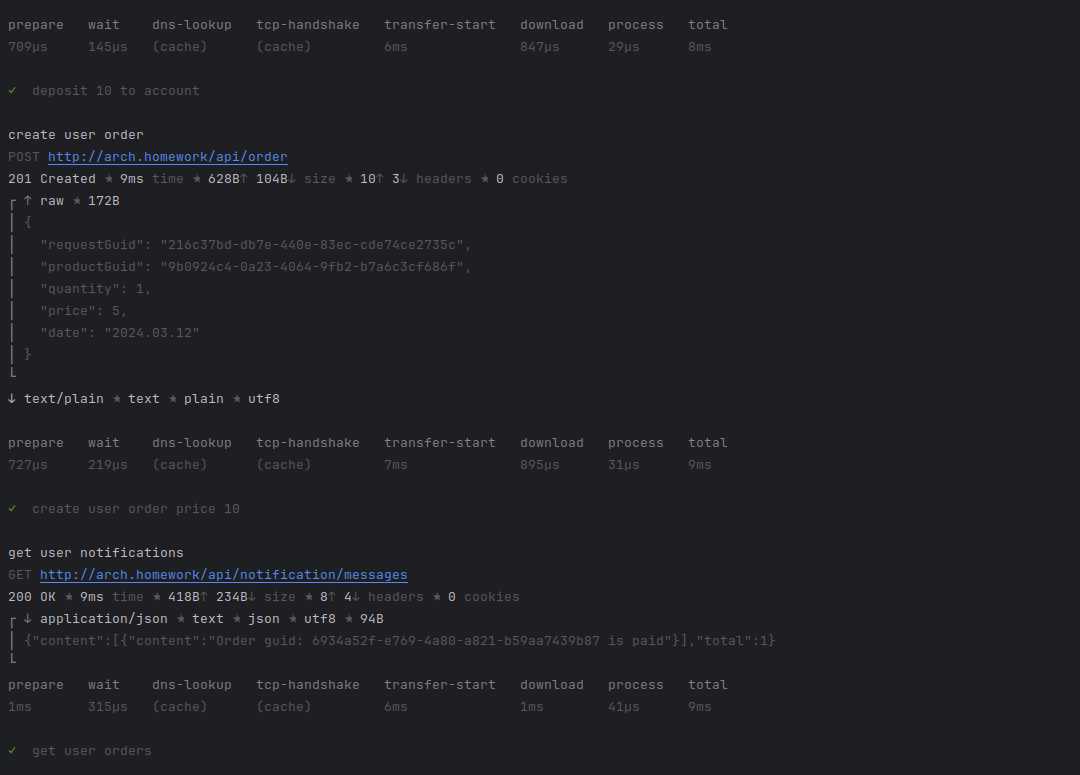 prepare wait dns-lookup tcp-handshake transfer-start download process total
709µs 145µs (cache) (cache) 6ms 847µs 29µs 8ms
✓ deposit 10 to account
create user order
POST http://arch.homework/api/order
201 Created ★ 9ms time ★ 628B↑ 104B↓ size ★ 10↑ 3↓ headers ★ 0 cookies
┌ ↑ raw ★ 172B
│ {
│ "requestGuid": "216c37bd-db7e-440e-83ec-cde74ce2735c",
│ "productGuid": "9b0924c4-0a23-4064-9fb2-b7a6c3cf686f",
│ "quantity": 1,
│ "price": 5,
│ "date": "2024.03.12"
│ }
└
↓ text/plain ★ text ★ plain ★ utf8
prepare wait dns-lookup tcp-handshake transfer-start download process total
727µs 219µs (cache) (cache) 7ms 895µs 31µs 9ms
✓ create user order price 10
get user notifications
GET http://arch.homework/api/notification/messages
200 OK ★ 9ms time ★ 418B↑ 234B↓ size ★ 8↑ 4↓ headers ★ 0 cookies
┌ ↓ application/json ★ text ★ json ★ utf8 ★ 94B
│ {"content":[{"content":"Order guid: 6934a52f-e769-4a80-a821-b59aa7439b87 is paid"}],"total":1}
└
prepare wait dns-lookup tcp-handshake transfer-start download process total
1ms 315µs (cache) (cache) 6ms 1ms 41µs 9ms
✓ get user orders